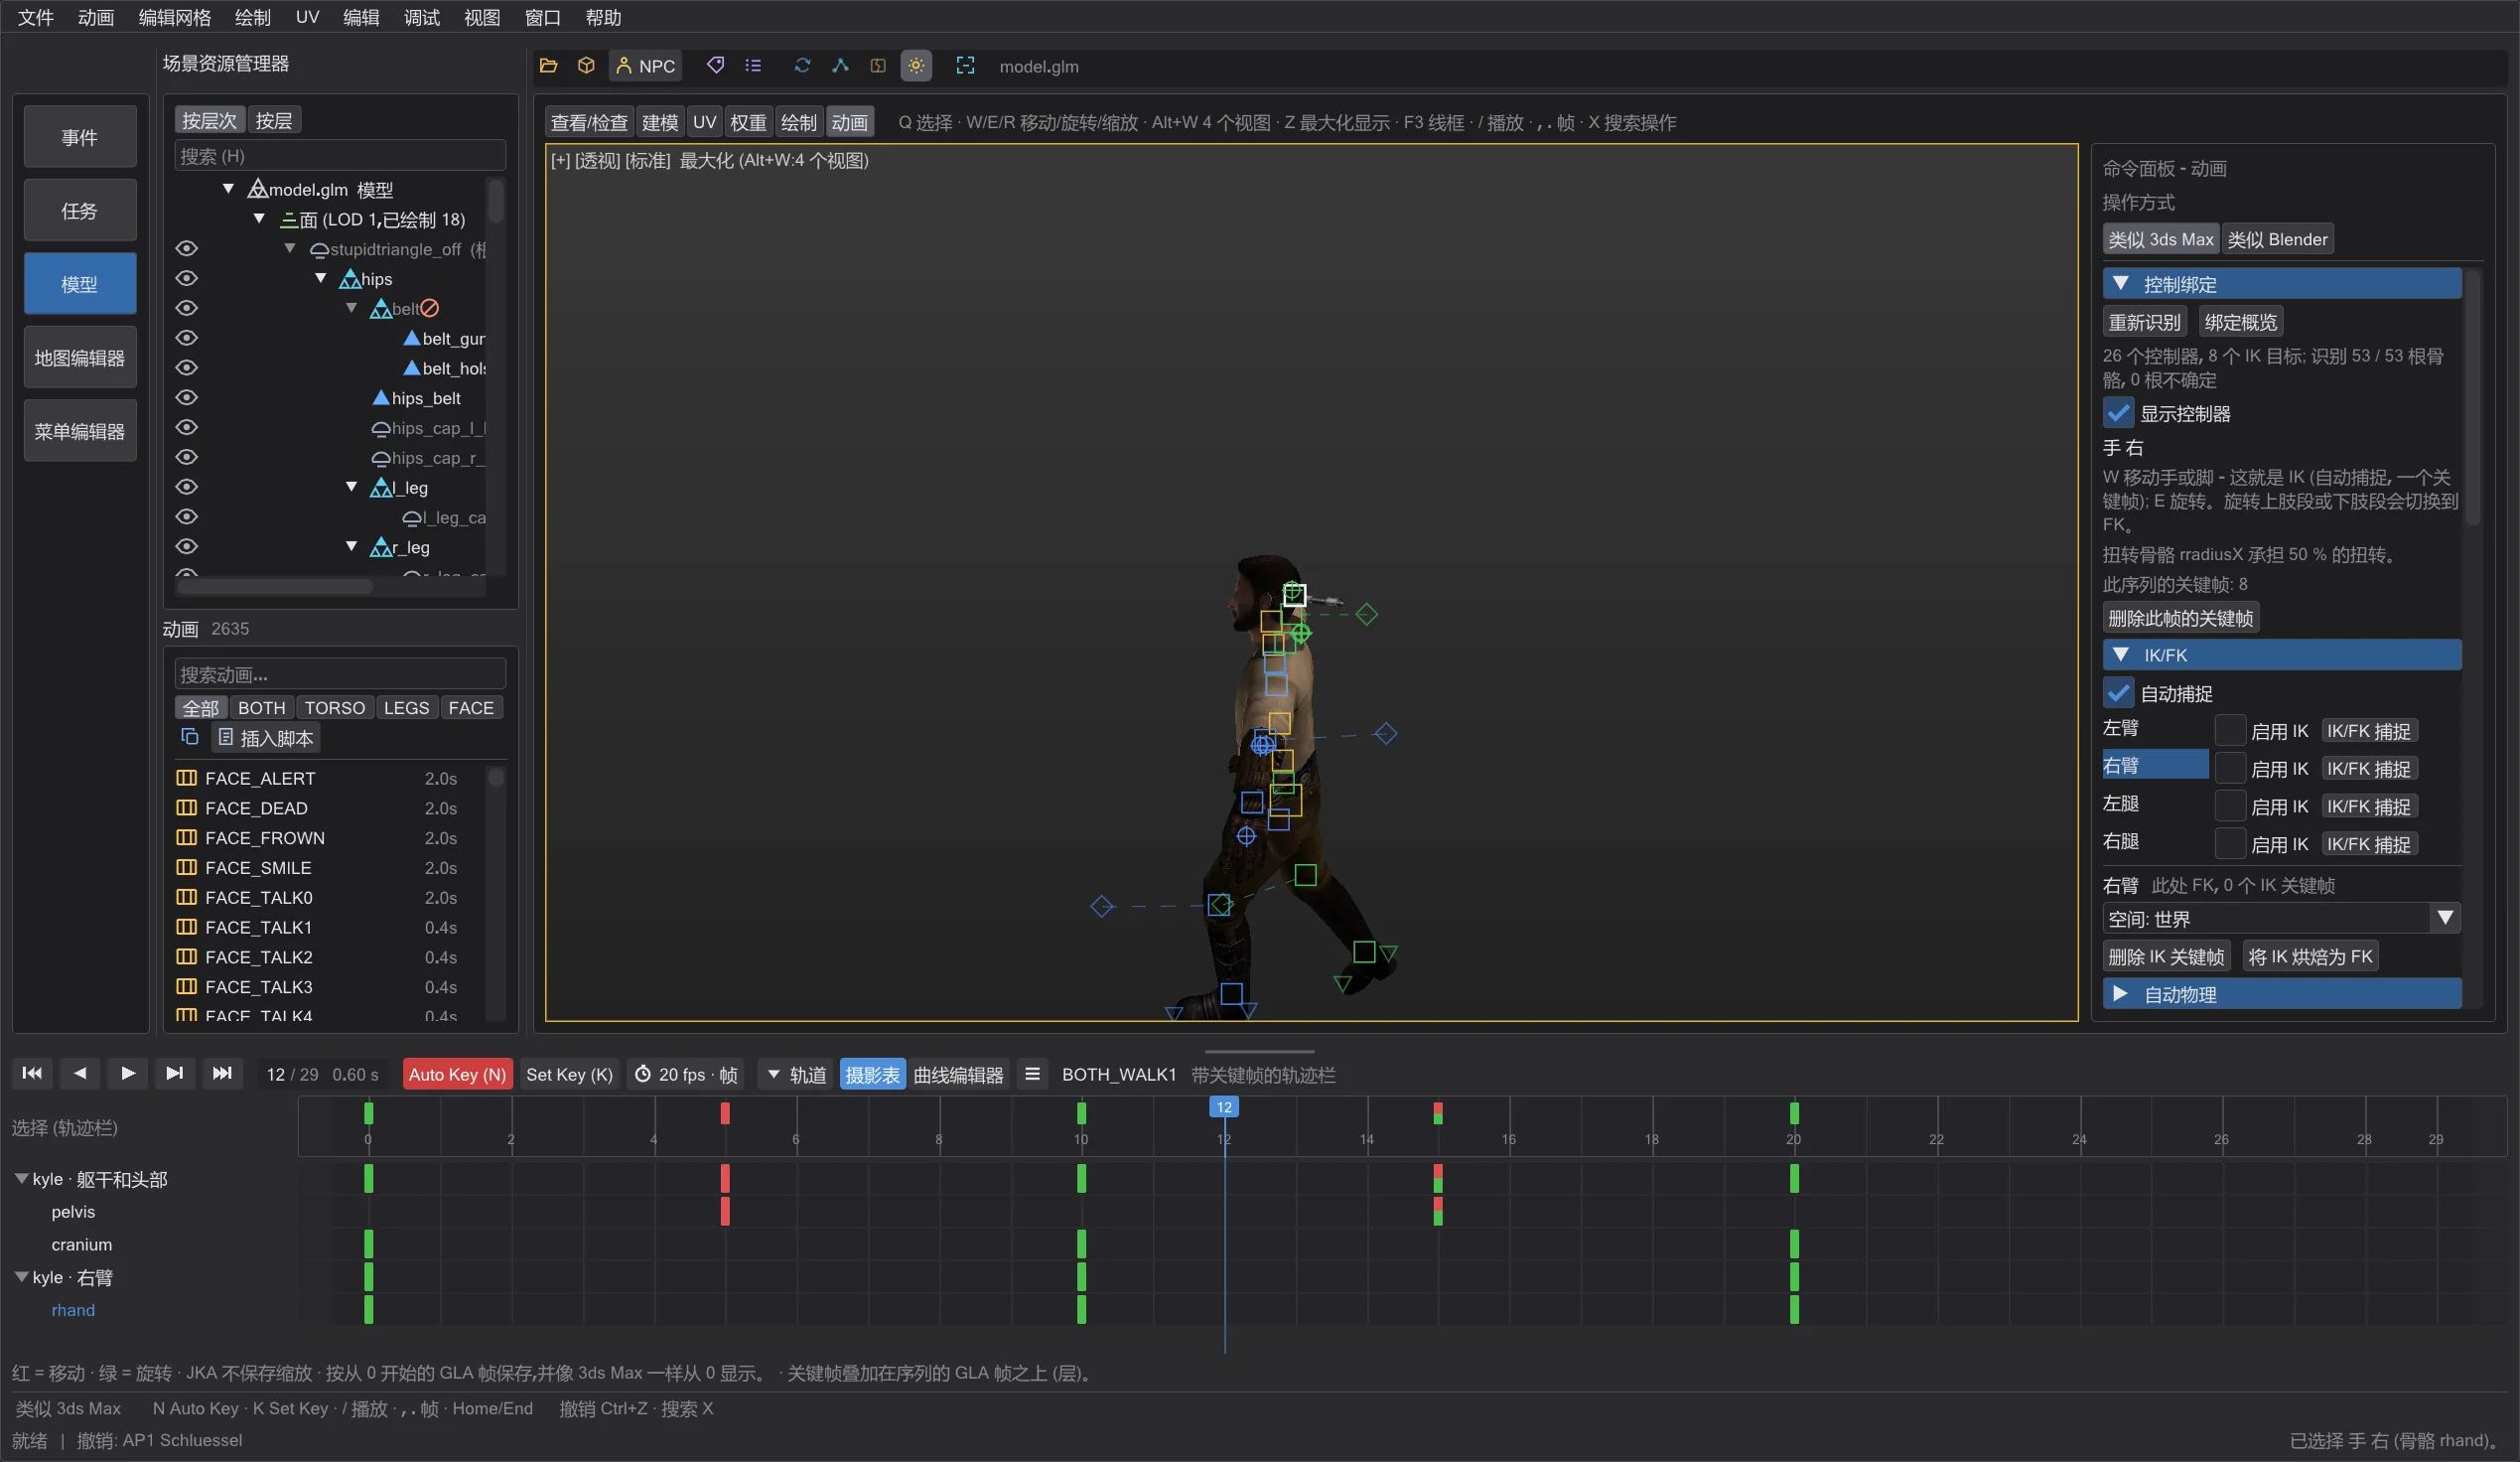 文件 动画 编辑网格 绘制 UV 编辑 调试 视图 窗口 帮助
场景资源管理器
NPC model.glm
事件
任务
模型
地图编辑器
菜单编辑器
按层次 按层
搜索 (H)
model.glm 模型
面 (LOD 1,已绘制 18)
stupidtriangle_off
hips
belt
belt_gun
belt_hols
hips_belt
hips_cap_l_
hips_cap_r_
l_leg
l_leg_ca
r_leg
动画 2635
搜索动画...
全部 BOTH TORSO LEGS FACE
插入脚本
FACE_ALERT 2.0s
FACE_DEAD 2.0s
FACE_FROWN 2.0s
FACE_SMILE 2.0s
FACE_TALK0 2.0s
FACE_TALK1 0.4s
FACE_TALK2 0.4s
FACE_TALK3 0.4s
FACE_TALK4 0.4s
查看/检查 建模 UV 权重 绘制 动画 Q 选择 · W/E/R 移动/旋转/缩放 · Alt+W 4 个视图 · Z 最大化显示 · F3 线框 · / 播放 · ,. 帧 · X 搜索操作
[+] [透视] [标准] 最大化 (Alt+W:4 个视图)
命令面板 - 动画
操作方式
类似 3ds Max 类似 Blender
控制绑定
重新识别 绑定概览
26 个控制器, 8 个 IK 目标; 识别 53 / 53 根骨
骼, 0 根不确定
显示控制器
手 右
W 移动手或脚 - 这就是 IK (自动捕捉, 一个关
键帧); E 旋转。旋转上肢段或下肢段会切换到
FK。
扭转骨骼 rradiusX 承担 50 % 的扭转。
此序列的关键帧: 8
删除此帧的关键帧
IK/FK
自动捕捉
左臂 启用 IK IK/FK 捕捉
右臂 启用 IK IK/FK 捕捉
左腿 启用 IK IK/FK 捕捉
右腿 启用 IK IK/FK 捕捉
右臂 此处 FK, 0 个 IK 关键帧
空间: 世界
删除 IK 关键帧 将 IK 烘焙为 FK
自动物理
12 / 29 0.60 s Auto Key (N) Set Key (K) 20 fps · 帧 轨道 摄影表 曲线编辑器 BOTH_WALK1 带关键帧的轨迹栏
12
选择 (轨迹栏)
0 2 4 6 8 10 12 14 16 18 20 22 24 26 28 29
kyle · 躯干和头部
pelvis
cranium
kyle · 右臂
rhand
红 = 移动 · 绿 = 旋转 · JKA 不保存缩放 · 按从 0 开始的 GLA 帧保存,并像 3ds Max 一样从 0 显示。 · 关键帧叠加在序列的 GLA 帧之上 (层)。
类似 3ds Max N Auto Key · K Set Key · / 播放 · ,. 帧 · Home/End 撤销 Ctrl+Z · 搜索 X
就绪 | 撤销: AP1 Schluessel 已选择 手 右 (骨骼 rhand)。